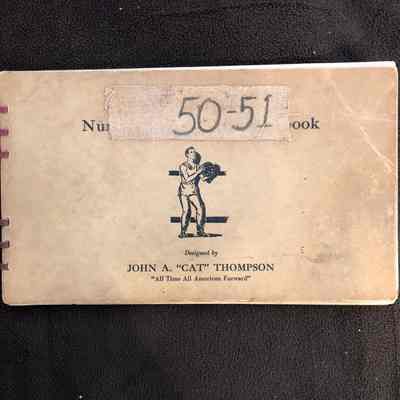 50-51
Nu ook
Designed by
JOHN A. "CAT" THOMPSON
"All Time All American Forward"